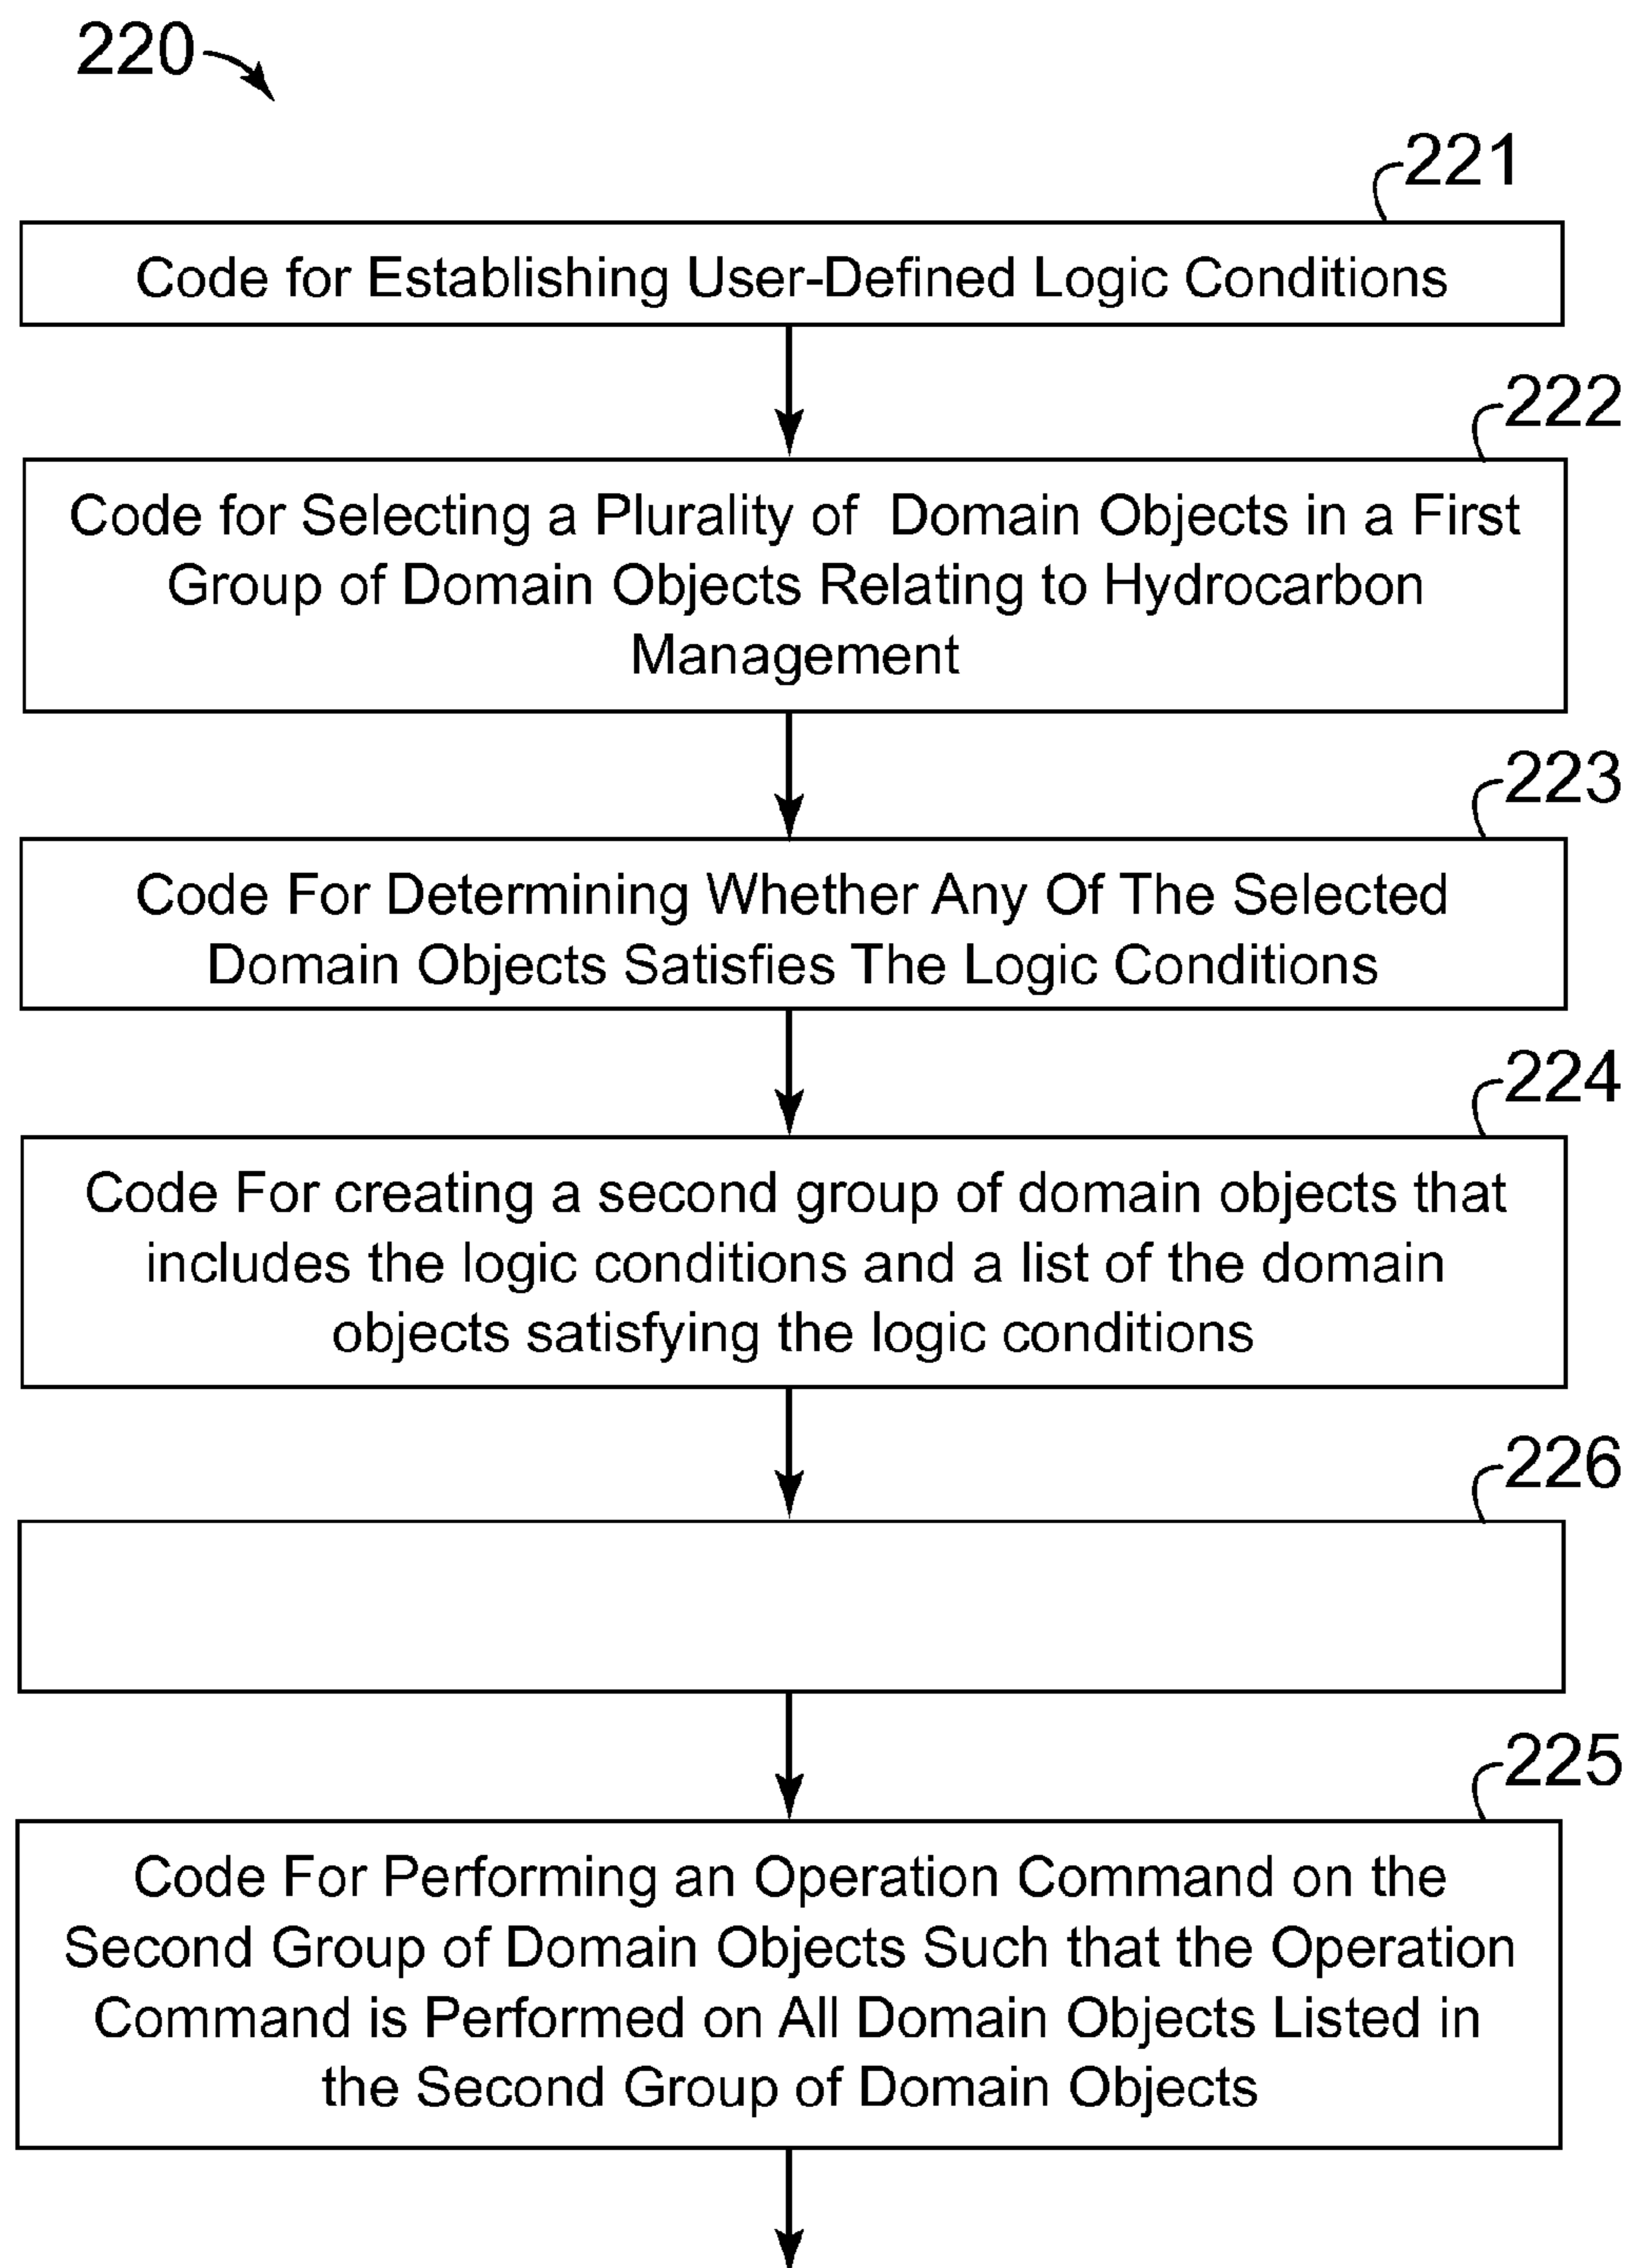 220
221
Code for Establishing User-Defined Logic Conditions
222
Code for Selecting a Plurality of Domain Objects in a First
Group of Domain Objects Relating to Hydrocarbon
Management
223
Code For Determining Whether Any Of The Selected
Domain Objects Satisfies The Logic Conditions
224
Code For creating a second group of domain objects that
includes the logic conditions and a list of the domain
objects satisfying the logic conditions
226
225
Code For Performing an Operation Command on the
Second Group of Domain Objects Such that the Operation
Command is Performed on All Domain Objects Listed in
the Second Group of Domain Objects